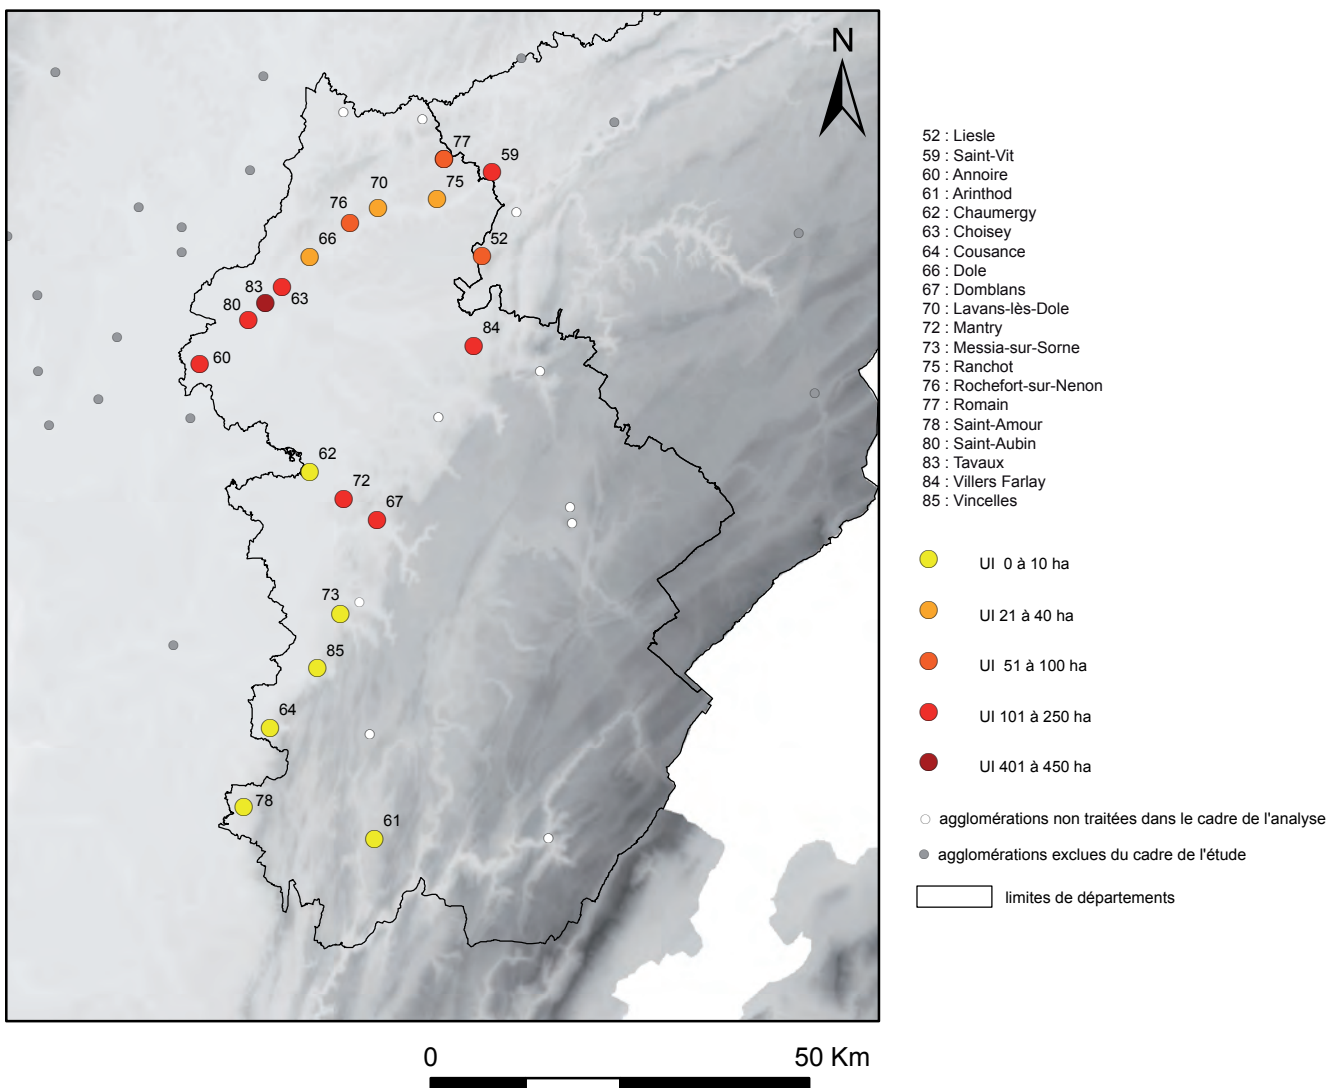 N
77
59
70
75
76
66
52
83
63
80
84
60
62
72
67
73
85
64
78
61
52 : Liesle
59 : Saint-Vit
60 : Annoire
61 : Arinthod
62 : Chaumergy
63 : Choisey
64 : Cousance
66 : Dole
67 : Domblans
70 : Lavans-lès-Dole
72 : Mantry
73 : Messia-sur-Sorne
75 : Ranchot
76 : Rochefort-sur-Nenon
77 : Romain
78 : Saint-Amour
80 : Saint-Aubin
83 : Tavaux
84 : Villers Farlay
85 : Vincelles
UI 0 à 10 ha
UI 21 à 40 ha
UI 51 à 100 ha
UI 101 à 250 ha
UI 401 à 450 ha
agglomérations non traitées dans le cadre de l'analyse
agglomérations exclues du cadre de l'étude
limites de départements
0 50 Km